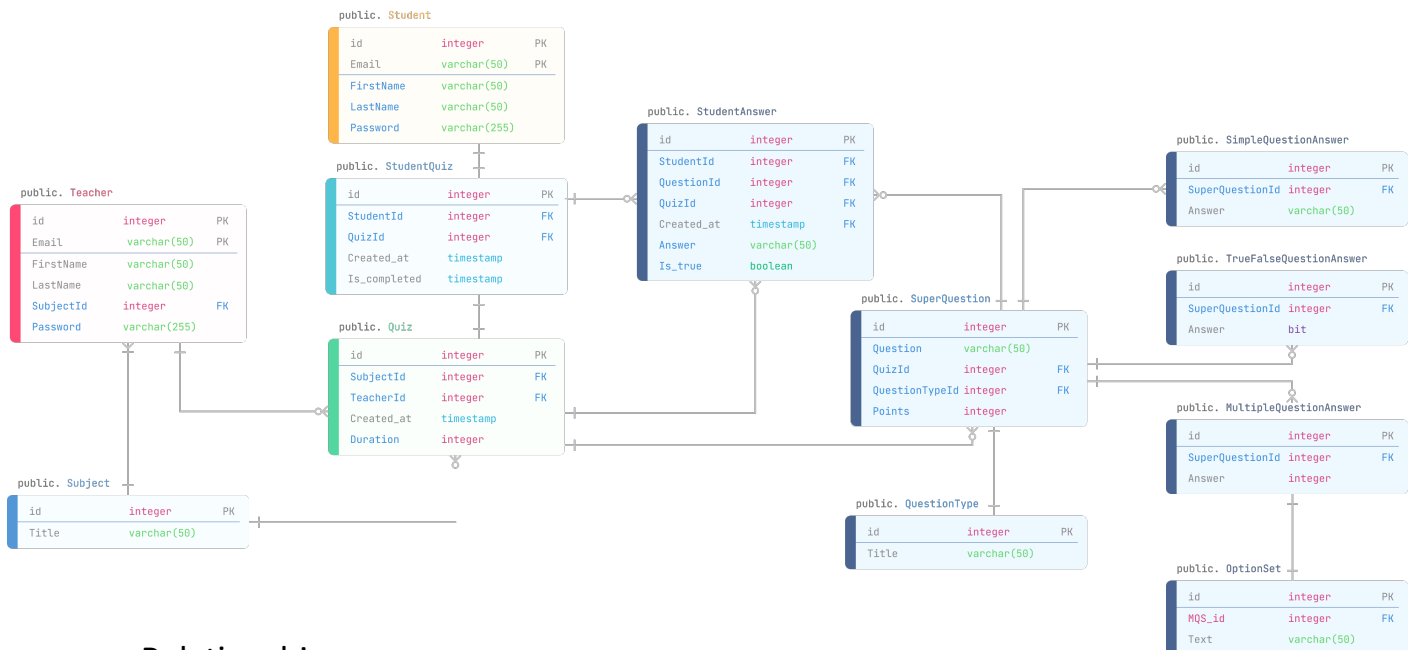 public. Student
id integer PK
Email varchar(50) PK
FirstName varchar(50)
LastName varchar(50)
Password varchar(255)
public. StudentAnswer
id integer PK
StudentId integer FK
QuestionId integer FK
QuizId integer FK
Created_at timestamp FK
Answer varchar(50)
Is_true boolean
public. SimpleQuestionAnswer
id integer PK
SuperQuestionId integer FK
Answer varchar(50)
public. StudentQuiz
id integer PK
StudentId integer FK
QuizId integer FK
Created_at timestamp
Is_completed timestamp
public. Teacher
id integer PK
Email varchar(50) PK
FirstName varchar(50)
LastName varchar(50)
SubjectId integer FK
Password varchar(255)
public. TrueFalseQuestionAnswer
id integer PK
SuperQuestionId integer FK
Answer bit
public. SuperQuestion
id integer PK
Question varchar(50)
QuizId integer FK
QuestionTypeId integer FK
Points integer
public. Quiz
id integer PK
SubjectId integer FK
TeacherId integer FK
Created_at timestamp
Duration integer
public. MultipleQuestionAnswer
id integer PK
SuperQuestionId integer FK
Answer integer
public. Subject
id integer PK
Title varchar(50)
public. QuestionType
id integer PK
Title varchar(50)
public. OptionSet
id integer PK
MQS_id integer FK
Text varchar(50)